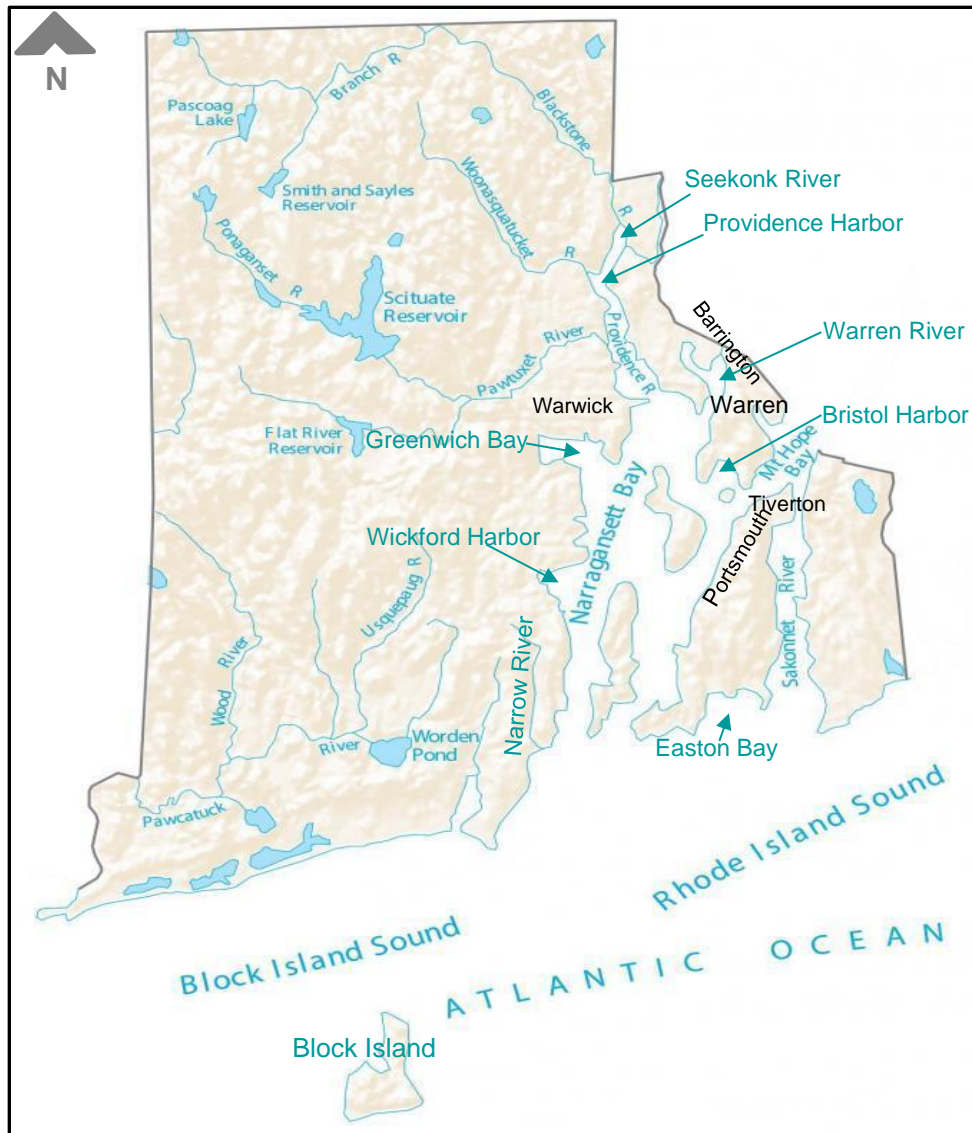 N
Branch R
Blackstone
R
Pascoag
Lake
Smith and Sayles
Reservoir
Woonasquatucket
R
Seekonk River
Providence Harbor
Ponaganset
R
Scituate
Reservoir
Pawtuxet
River
Providence R
Barrington
Warren River
Warwick
Warren
Bristol Harbor
Flat River
Reservoir
Greenwich Bay
Mt Hope
Bay
Narragansett Bay
Tiverton
Portsmouth
Wickford Harbor
Usquepaug R
Wood
River
Narrow River
Sakonnet
River
River
Worden
Pond
Easton Bay
Pawcatuck
Rhode Island Sound
Block Island Sound
ATLANTIC OCEAN
Block Island